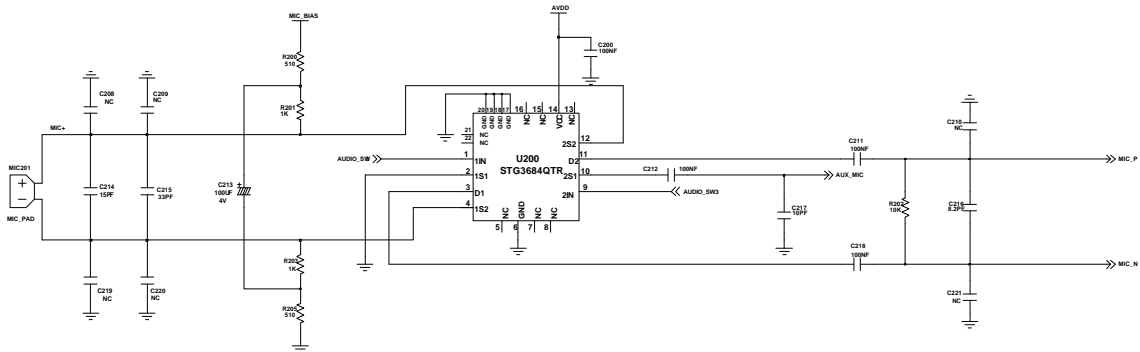 MIC_BIAS
AVDD
C200
100NF
R200
510
C208
NC
C209
NC
R201
1K
MIC+
20 19 18 17
GND GND GND GND
16 15 14 13
NC NC VCC NC
21
NC
22
NC
12
2S2
C210
NC
C211
100NF
AUDIO_SW
1
1IN
U200
STG3684QTR
11
D2
MIC_P
MIC201
+
-
MIC_PAD
C214
15PF
C215
33PF
C213
+
100UF
4V
2
1S1
10
2S1
C212
100NF
AUX_MIC
3
D1
9
2IN
AUDIO_SW3
4
1S2
C217
10PF
R202
10K
C216
8.2PF
NC GND NC NC
5 6 7 8
C218
100NF
R203
1K
MIC_N
C219
NC
C220
NC
C221
NC
R205
510